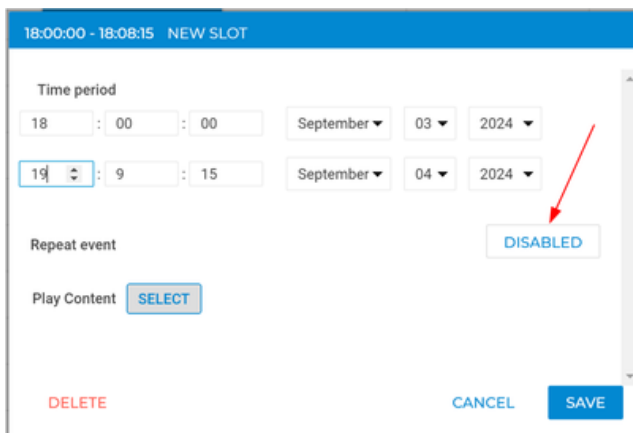 18:00:00 - 18:08:15 NEW SLOT
Time period
18 : 00 : 00 September 03 2024
19 : 9 : 15 September 04 2024
Repeat event DISABLED
Play Content SELECT
DELETE CANCEL SAVE